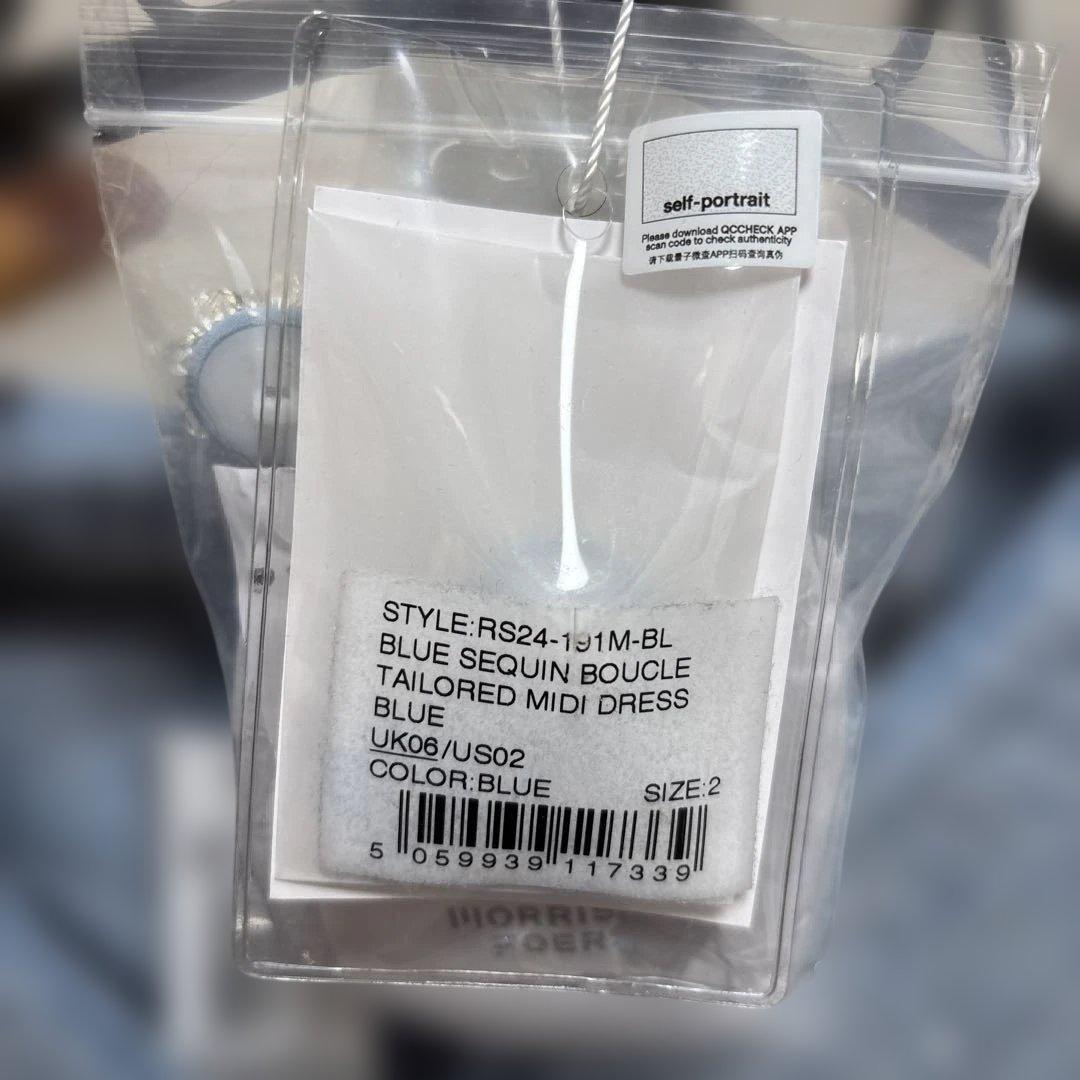 self-portrait
Please download QCCHECK APP
scan code to check authenticity
请下载量子微查APP扫码查询真伪
STYLE:RS24-191M-BL
BLUE SEQUIN BOUCLE
TAILORED MIDI DRESS
BLUE
UK06/US02
COLOR:BLUE SIZE:2
5 059939 117339